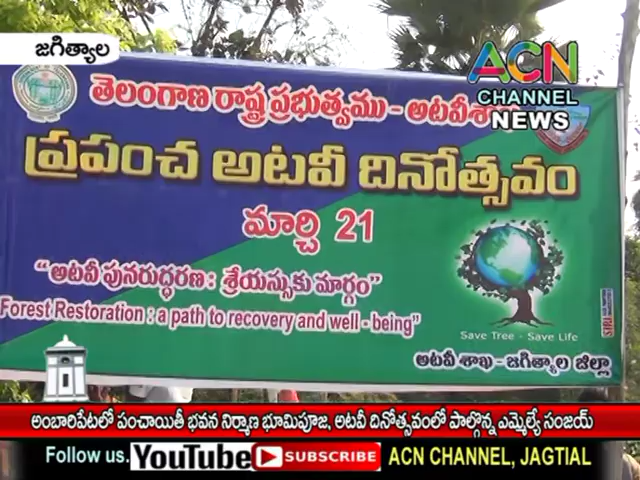 జగిత్యాల
ACN
CHANNEL
NEWS
తెలంగాణ రాష్ట్ర ప్రభుత్వము - అటవీశాఖ
ప్రపంచ అటవీ దినోత్సవం
మార్చి 21
“అటవీ పునరుద్ధరణ : శ్రేయస్సుకు మార్గం”
Forest Restoration : a path to recovery and well - being”
Save Tree - Save Life
అటవీ శాఖ - జగిత్యాల జిల్లా
అంబారిపేటలో పంచాయితీ భవన నిర్మాణ భూమిపూజ, అటవీ దినోత్సవంలో పాల్గొన్న ఎమ్మెల్యే సంజయ్
Follow us. YouTube SUBSCRIBE ACN CHANNEL, JAGTIAL